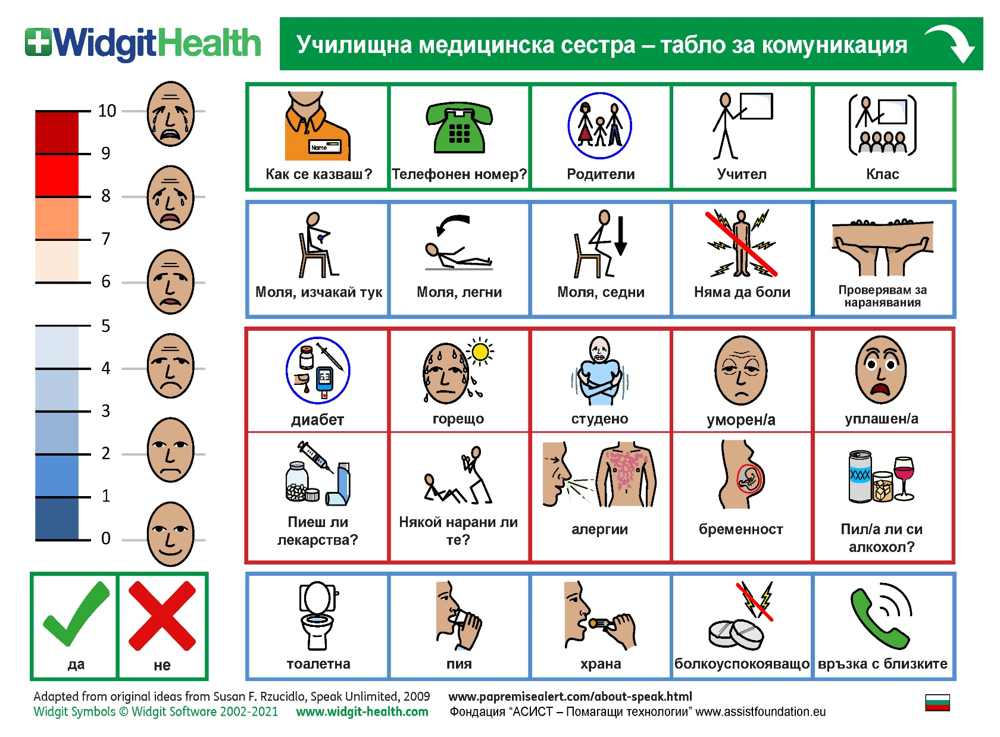 WidgitHealth
Училищна медицинска сестра – табло за комуникация
10
9
8
7
6
5
4
3
2
1
0
Name
Как се казваш?
Телефонен номер?
Родители
Учител
Клас
Моля, изчакай тук
Моля, легни
Моля, седни
Няма да боли
Проверявам за
наранявания
6.3
диабет
горещо
студено
уморен/а
уплашен/а
Пиеш ли
лекарства?
Някой нарани ли
те?
алергии
бременност
XXXX
Пил/а ли си
алкохол?
да
не
тоалетна
пия
храна
болкоуспокояващо
връзка с близките
Adapted from original ideas from Susan F. Rzucidlo, Speak Unlimited, 2009 www.papremisealert.com/about-speak.html
Widgit Symbols © Widgit Software 2002-2021 www.widgit-health.com Фондация “АСИСТ – Помагащи технологии” www.assistfoundation.eu